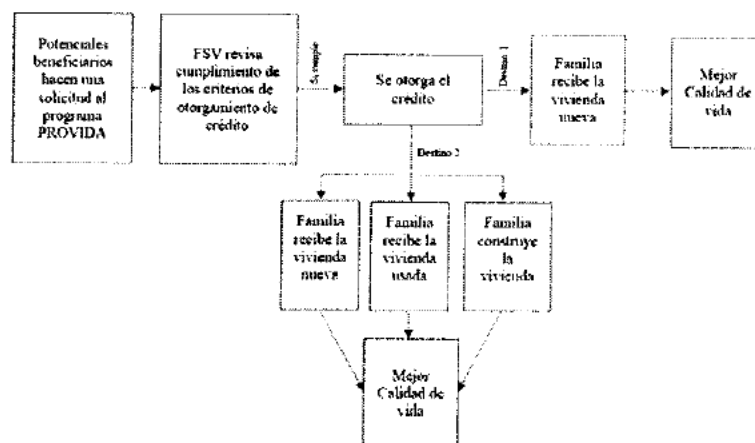 Potenciales
beneficiarios
hacen una
solicitud al
programa
PROVIDA
FSV revisa
cumplimiento de
los criterios de
otorgamiento de
crédito
Si cumple
Se otorga el
crédito
Destino 1
Familia
recibe la
vivienda
nueva
Mejor
Calidad de
vida
Destino 2
Familia
recibe la
vivienda
nueva
Familia
recibe la
vivienda
usada
Familia
construye
la
vivienda
Mejor
Calidad de
vida